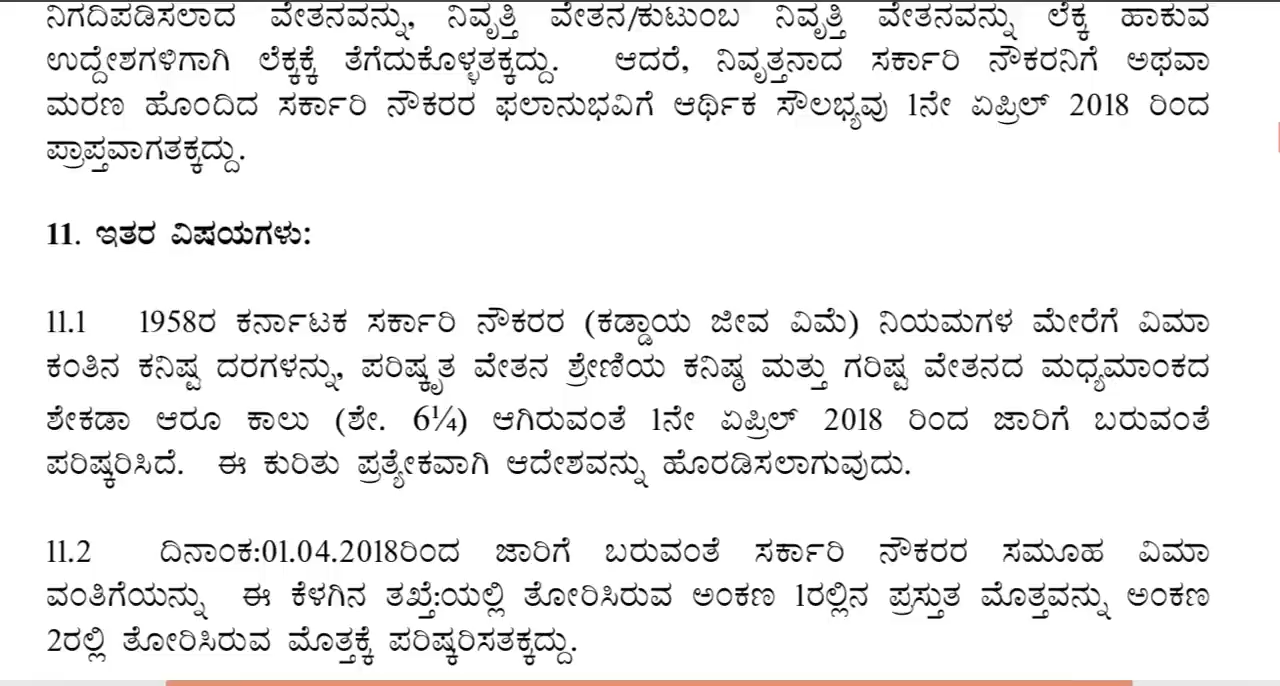 ನಿಗದಿಪಡಿಸಲಾದ ವೇತನವನ್ನು, ನಿವೃತ್ತಿ ವೇತನ/ಕುಟುಂಬ ನಿವೃತ್ತಿ ವೇತನವನ್ನು ಲೆಕ್ಕ ಹಾಕುವ
ಉದ್ದೇಶಗಳಿಗಾಗಿ ಲೆಕ್ಕಕ್ಕೆ ತೆಗೆದುಕೊಳ್ಳತಕ್ಕದ್ದು. ಆದರೆ, ನಿವೃತ್ತನಾದ ಸರ್ಕಾರಿ ನೌಕರನಿಗೆ ಅಥವಾ
ಮರಣ ಹೊಂದಿದ ಸರ್ಕಾರಿ ನೌಕರರ ಫಲಾನುಭವಿಗೆ ಆರ್ಥಿಕ ಸೌಲಭ್ಯವು 1ನೇ ಏಪ್ರಿಲ್ 2018 ರಿಂದ
ಪ್ರಾಪ್ತವಾಗತಕ್ಕದ್ದು.
11. ಇತರ ವಿಷಯಗಳು:
11.1 1958ರ ಕರ್ನಾಟಕ ಸರ್ಕಾರಿ ನೌಕರರ (ಕಡ್ಡಾಯ ಜೀವ ವಿಮೆ) ನಿಯಮಗಳ ಮೇರೆಗೆ ವಿಮಾ
ಕಂತಿನ ಕನಿಷ್ಟ ದರಗಳನ್ನು, ಪರಿಷ್ಕೃತ ವೇತನ ಶ್ರೇಣಿಯ ಕನಿಷ್ಠ ಮತ್ತು ಗರಿಷ್ಟ ವೇತನದ ಮಧ್ಯಮಾಂಕದ
ಶೇಕಡಾ ಆರೂ ಕಾಲು (ಶೇ. 6¼) ಆಗಿರುವಂತೆ 1ನೇ ಏಪ್ರಿಲ್ 2018 ರಿಂದ ಜಾರಿಗೆ ಬರುವಂತೆ
ಪರಿಷ್ಕರಿಸಿದೆ. ಈ ಕುರಿತು ಪ್ರತ್ಯೇಕವಾಗಿ ಆದೇಶವನ್ನು ಹೊರಡಿಸಲಾಗುವುದು.
11.2 ದಿನಾಂಕ:01.04.2018ರಿಂದ ಜಾರಿಗೆ ಬರುವಂತೆ ಸರ್ಕಾರಿ ನೌಕರರ ಸಮೂಹ ವಿಮಾ
ವಂತಿಗೆಯನ್ನು ಈ ಕೆಳಗಿನ ತಖ್ತೆ:ಯಲ್ಲಿ ತೋರಿಸಿರುವ ಅಂಕಣ 1ರಲ್ಲಿನ ಪ್ರಸ್ತುತ ಮೊತ್ತವನ್ನು ಅಂಕಣ
2ರಲ್ಲಿ ತೋರಿಸಿರುವ ಮೊತ್ತಕ್ಕೆ ಪರಿಷ್ಕರಿಸತಕ್ಕದ್ದು.